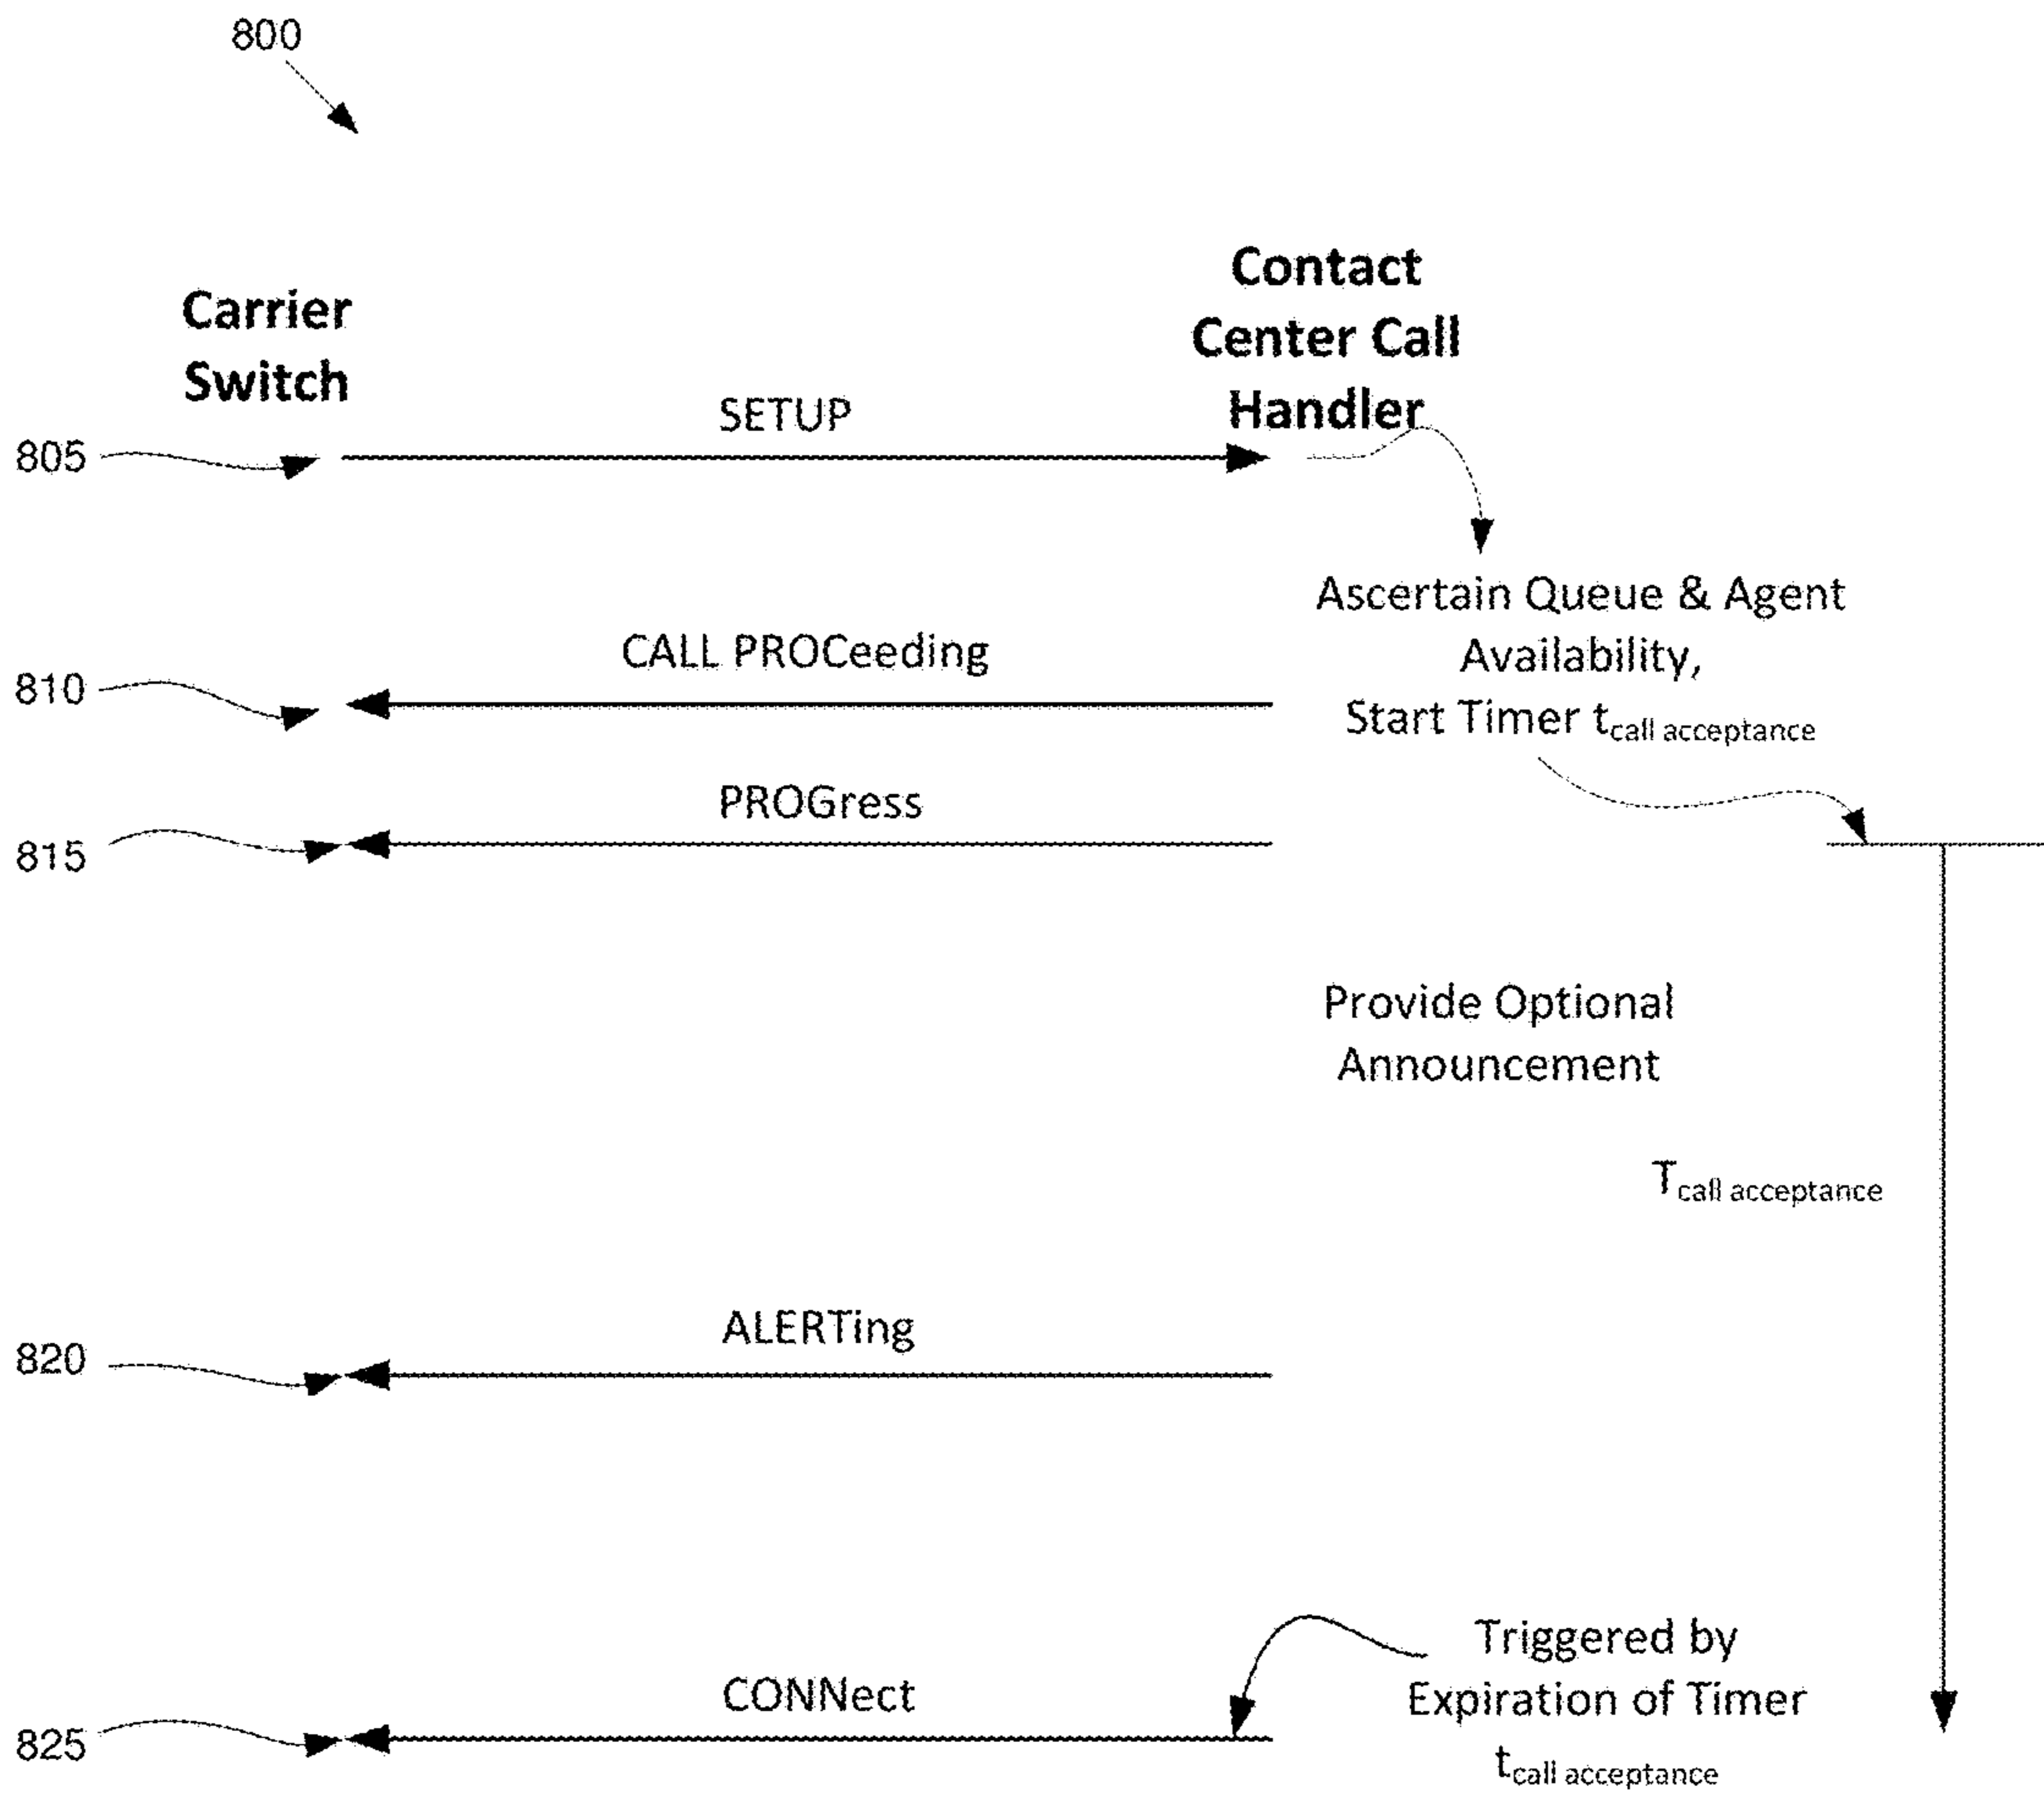 800
Carrier
Switch
Contact
Center Call
Handler
SETUP
805
Ascertain Queue & Agent
Availability,
Start Timer tcall acceptance
CALL PROCeeding
810
PROGress
815
Provide Optional
Announcement
Tcall acceptance
ALERTing
820
Triggered by
Expiration of Timer
tcall acceptance
CONNect
825